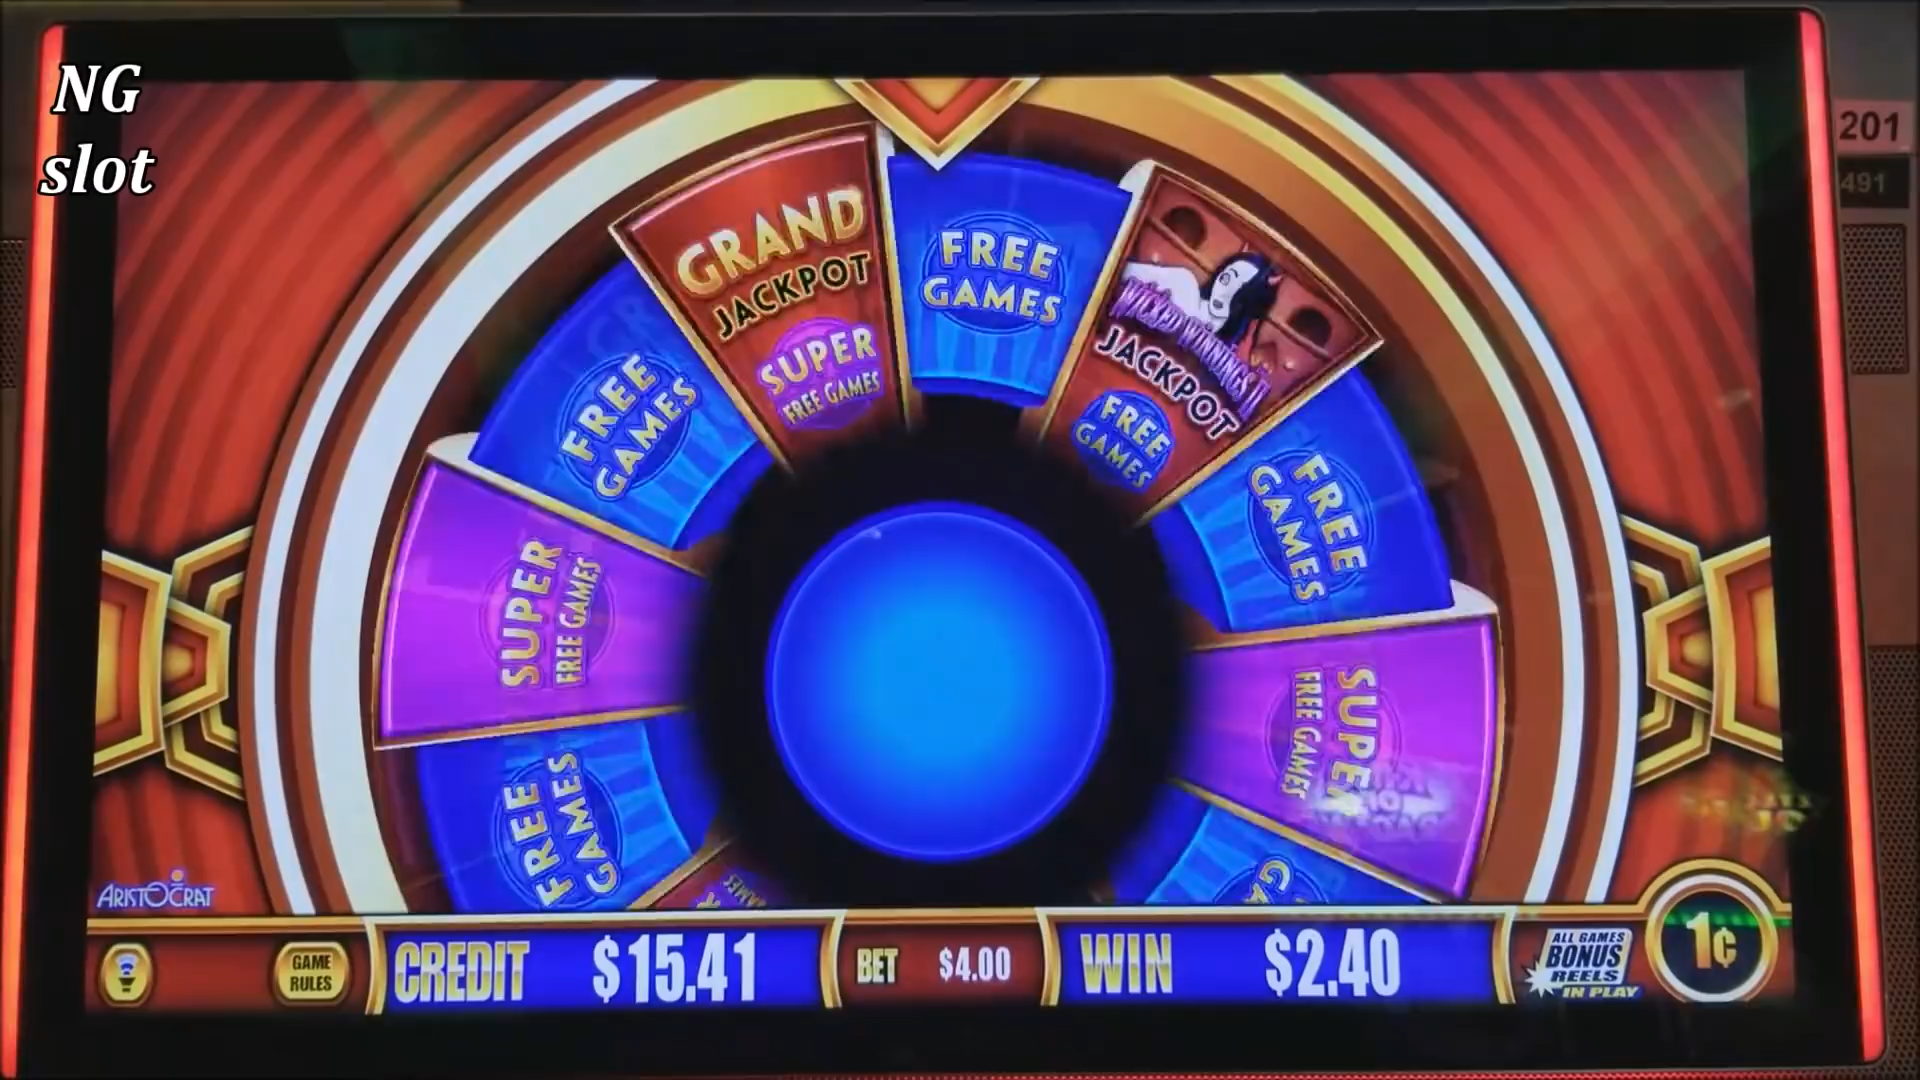 NG
slot
201
491
GRAND
JACKPOT
SUPER
FREE GAMES
FREE
GAMES
WICKED WINNINGS II
JACKPOT
FREE
GAMES
FREE
GAMES
FREE
GAMES
SUPER
FREE GAMES
SUPER
FREE GAMES
FREE
GAMES
ARISTOCRAT
GAME
RULES
CREDIT $15.41
BET $4.00
WIN $2.40
ALL GAMES
BONUS
REELS
IN PLAY
1¢